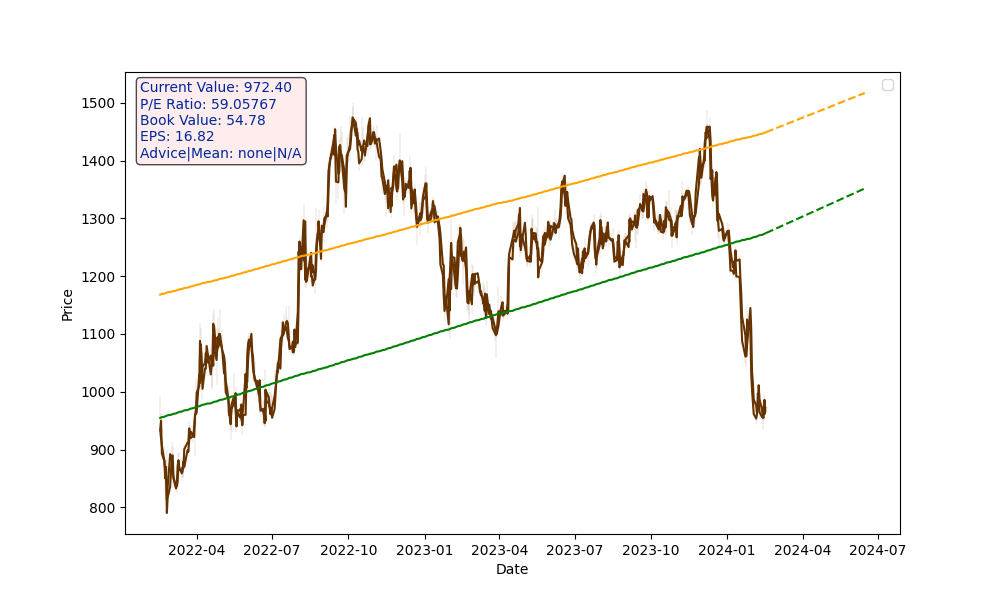 Current Value: 972.40
P/E Ratio: 59.05767
Book Value: 54.78
EPS: 16.82
Advice|Mean: none|N/A
Price
1500
1400
1300
1200
1100
1000
900
800
2022-04 2022-07 2022-10 2023-01 2023-04 2023-07 2023-10 2024-01 2024-04 2024-07
Date